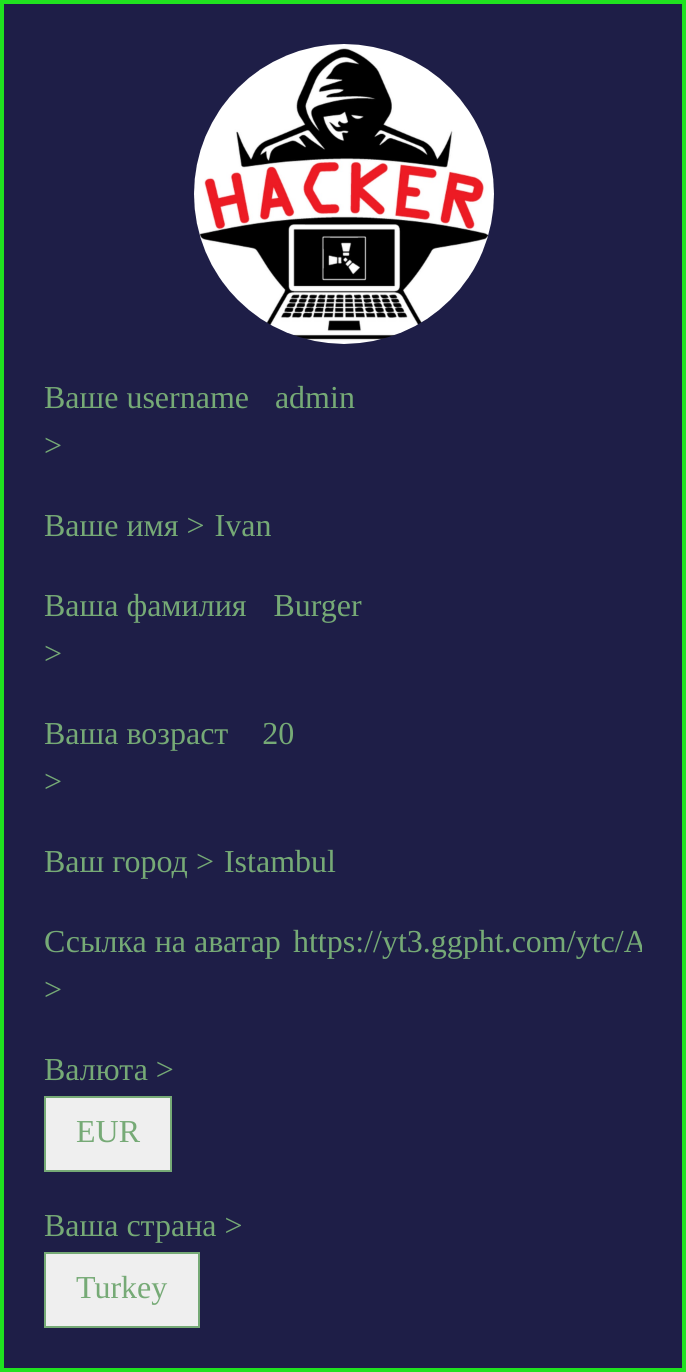 HACKER
Ваше username admin
>
Ваше имя > Ivan
Ваша фамилия Burger
>
Ваша возраст 20
>
Ваш город > Istambul
Ссылка на аватар https://yt3.ggpht.com/ytc/A
>
Валюта >
EUR
Ваша страна >
Turkey